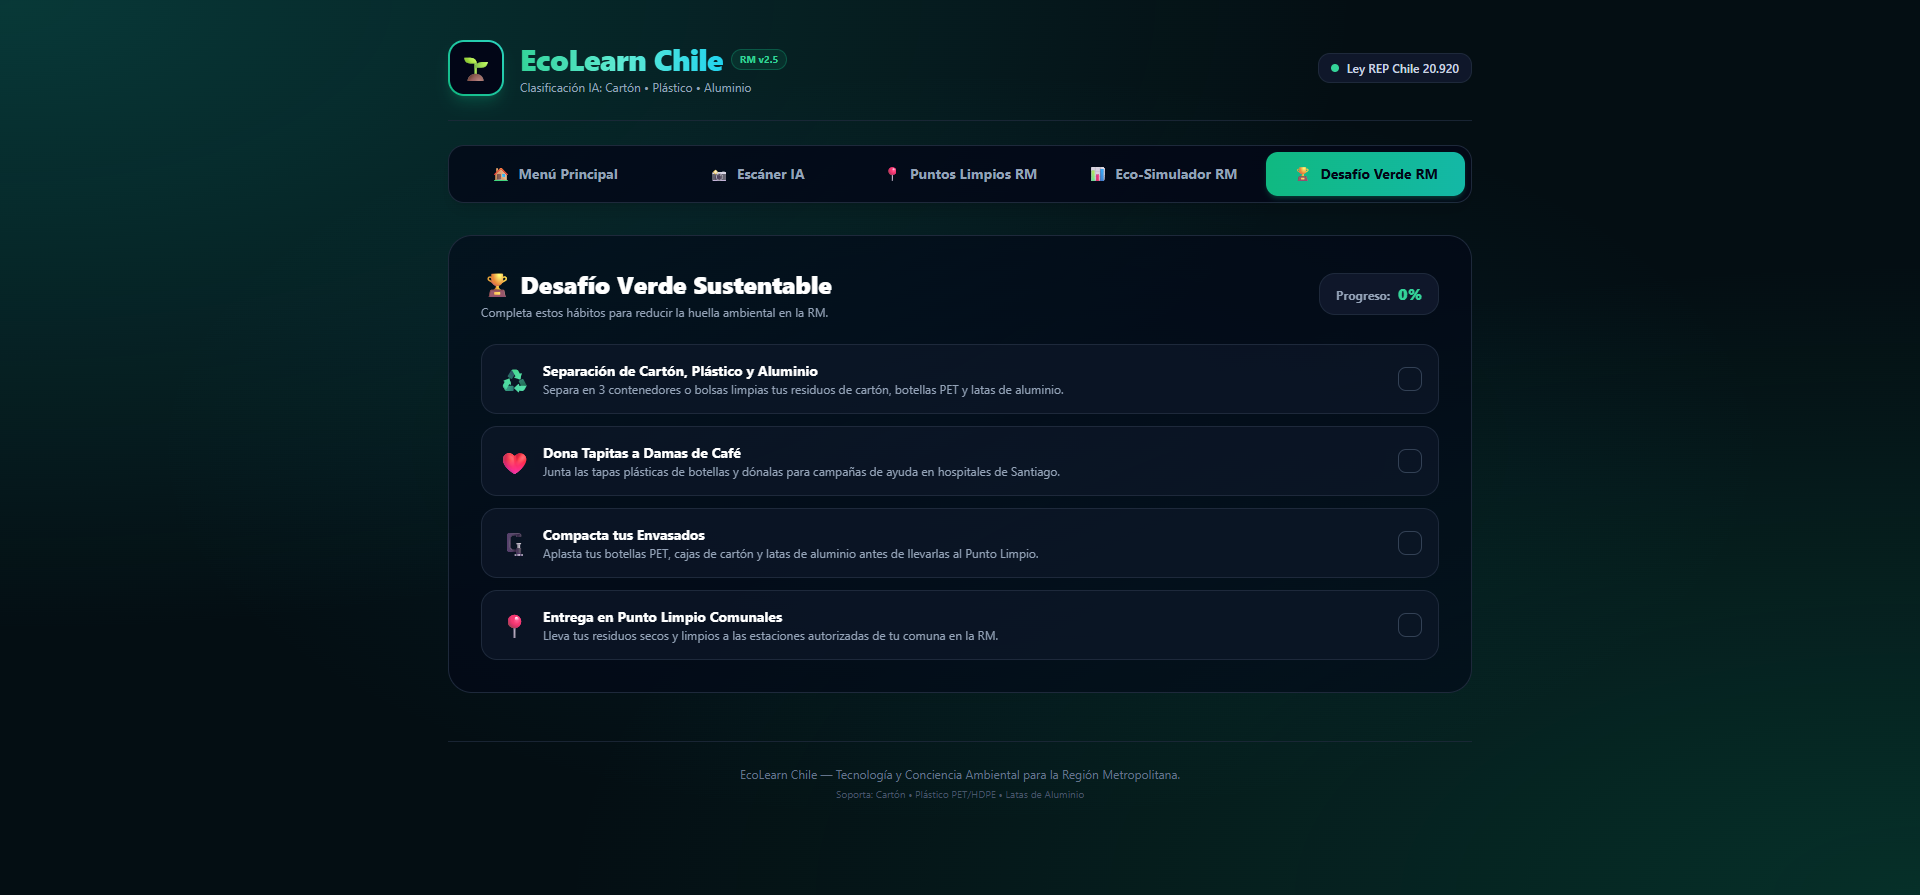 EcoLearn Chile RM v2.5
Clasificación IA: Cartón • Plástico • Aluminio
Ley REP Chile 20.920
Menú Principal
Escáner IA
Puntos Limpios RM
Eco-Simulador RM
Desafío Verde RM
Desafío Verde Sustentable
Completa estos hábitos para reducir la huella ambiental en la RM.
Progreso: 0%
Separación de Cartón, Plástico y Aluminio
Separa en 3 contenedores o bolsas limpias tus residuos de cartón, botellas PET y latas de aluminio.
Dona Tapitas a Damas de Café
Junta las tapas plásticas de botellas y dónalas para campañas de ayuda en hospitales de Santiago.
Compacta tus Envasados
Aplasta tus botellas PET, cajas de cartón y latas de aluminio antes de llevarlas al Punto Limpio.
Entrega en Punto Limpio Comunales
Lleva tus residuos secos y limpios a las estaciones autorizadas de tu comuna en la RM.
EcoLearn Chile — Tecnología y Conciencia Ambiental para la Región Metropolitana.
Soporta: Cartón • Plástico PET/HDPE • Latas de Aluminio